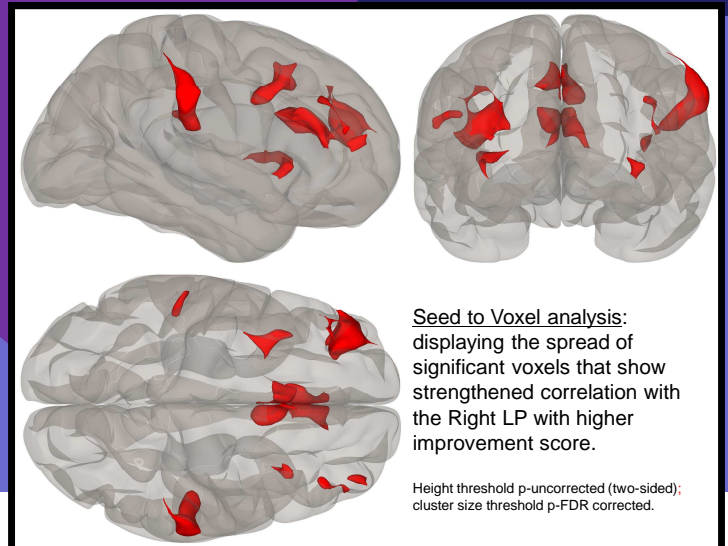 Seed to Voxel analysis:
displaying the spread of
significant voxels that show
strengthened correlation with
the Right LP with higher
improvement score.
Height threshold p-uncorrected (two-sided);
cluster size threshold p-FDR corrected.